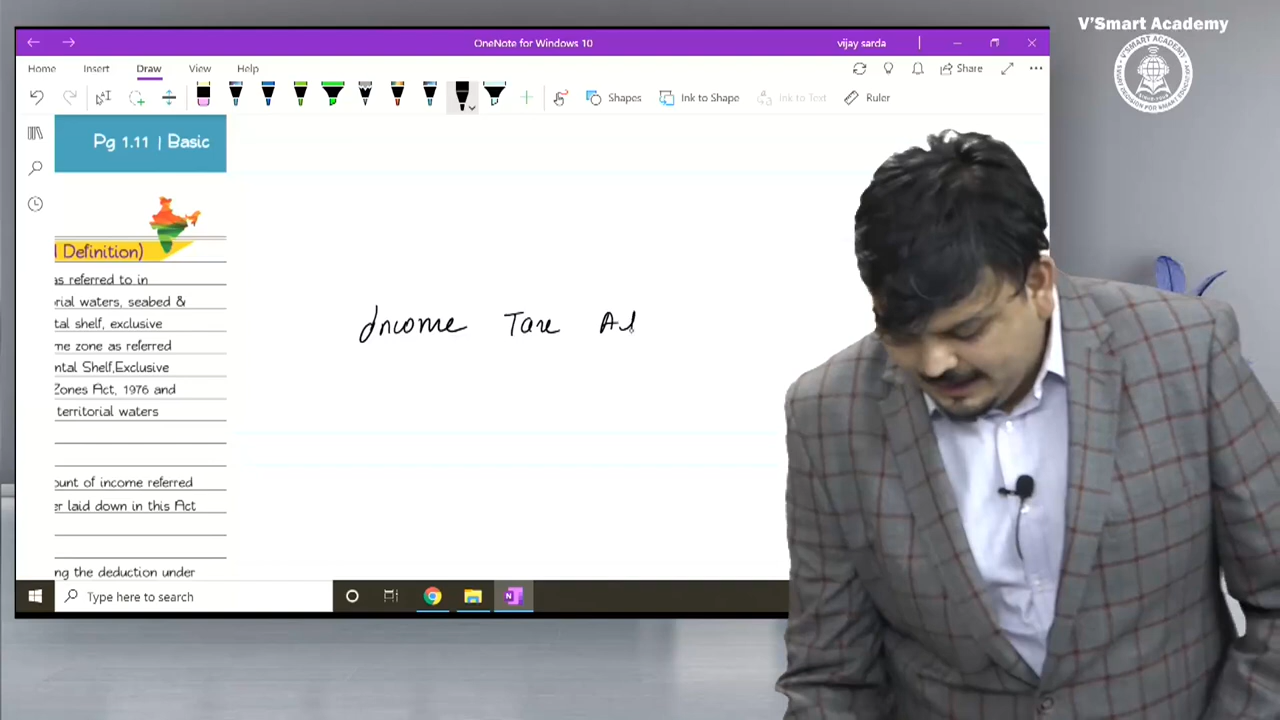 V'Smart Academy
OneNote for Windows 10
vijay sarda
Home Insert Draw View Help
Share
Shapes Ink to Shape Ink to Text Ruler
Pg 1.11 | Basic
Definition)
as referred to in
rial waters, seabed &
tal shelf, exclusive
me zone as referred
ntal Shelf,Exclusive
Zones Act, 1976 and
territorial waters
Income Tax
ount of income referred
er laid down in this Act
ng the deduction under
Type here to search